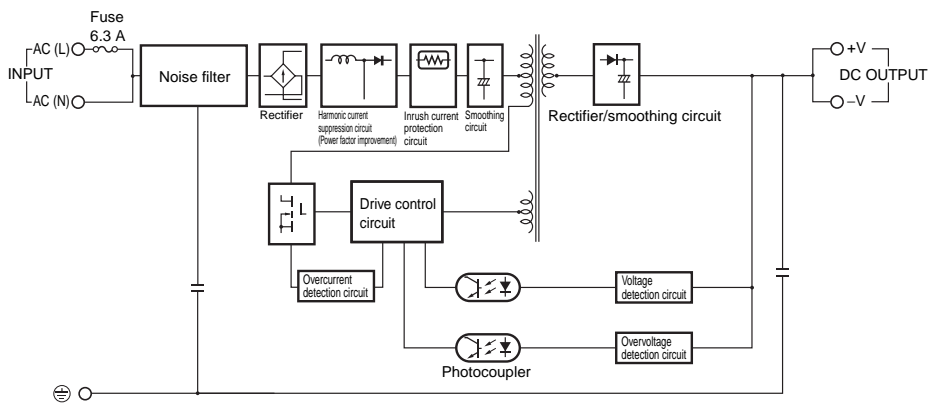 Fuse
6.3 A
AC (L)
INPUT
AC (N)
Noise filter
Rectifier
Harmonic current
suppression circuit
(Power factor improvement)
Inrush current
protection
circuit
Smoothing
circuit
Rectifier/smoothing circuit
+V
DC OUTPUT
–V
Drive control
circuit
Overcurrent
detection circuit
Voltage
detection circuit
Overvoltage
detection circuit
Photocoupler